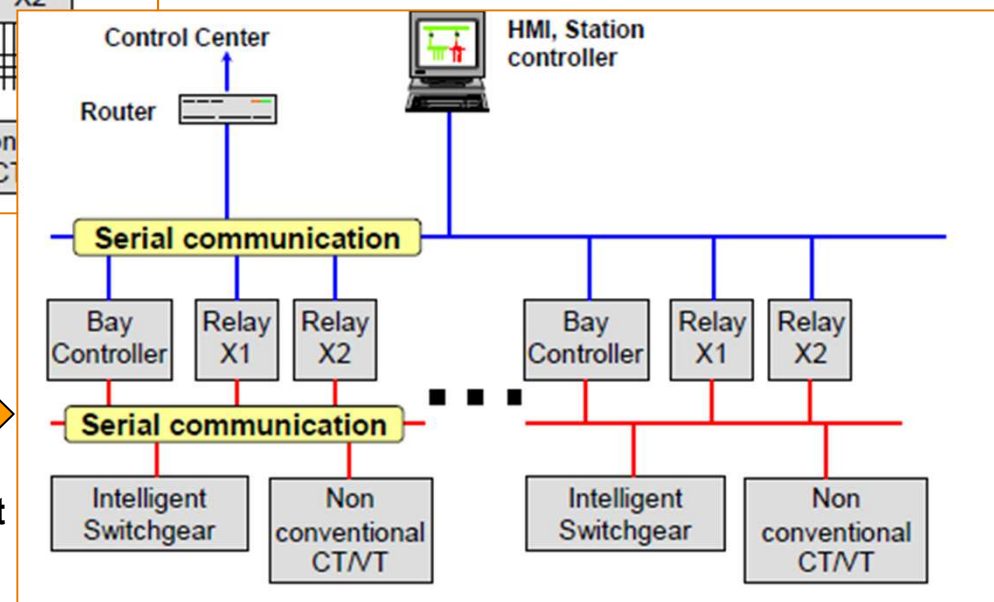 X2
Control Center
HMI, Station
controller
Router
Serial communication
Bay
Controller
Relay
X1
Relay
X2
Bay
Controller
Relay
X1
Relay
X2
Serial communication
Intelligent
Switchgear
Non
conventional
CT/VT
Intelligent
Switchgear
Non
conventional
CT/VT